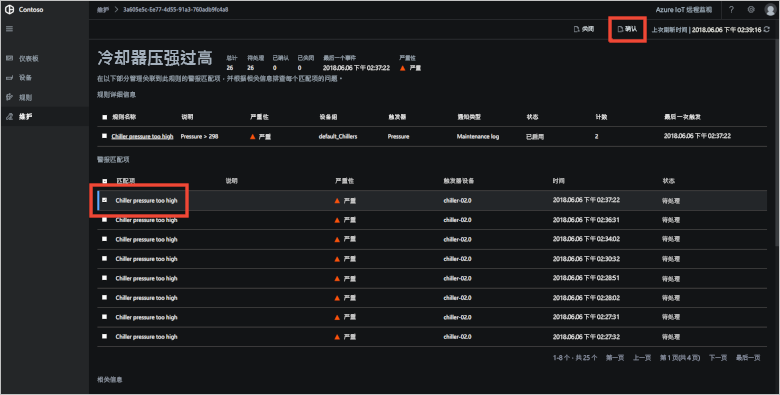 Contoso
维护 > 3a605e5c-6e77-4d55-91a3-760adb9fc4a8
Azure IoT 远程监视
关闭 确认 上次刷新时间 | 2018.06.06 下午 02:39:16
仪表板
设备
规则
维护
冷却器压强过高
总计 待处理 已确认 已关闭 最后一个事件 严重性
26 26 0 0 2018.06.06 下午 02:37:22 严重
在以下部分管理关联到此规则的警报匹配项，并根据相关信息排查每个匹配项的问题。
规则详细信息
规则名称 说明 严重性 设备组 触发器 通知类型 状态 计数 最后一次触发
Chiller pressure too high Pressure > 298 严重 default_Chillers Pressure Maintenance log 已启用 2 2018.06.06 下午 02:37:22
警报匹配项
匹配项 说明 严重性 触发器设备 时间 状态
Chiller pressure too high 严重 chiller-02.0 2018.06.06 下午 02:37:22 待处理
Chiller pressure too high 严重 chiller-02.0 2018.06.06 下午 02:36:31 待处理
Chiller pressure too high 严重 chiller-02.0 2018.06.06 下午 02:34:02 待处理
Chiller pressure too high 严重 chiller-02.0 2018.06.06 下午 02:30:32 待处理
Chiller pressure too high 严重 chiller-02.0 2018.06.06 下午 02:28:51 待处理
Chiller pressure too high 严重 chiller-02.0 2018.06.06 下午 02:28:02 待处理
Chiller pressure too high 严重 chiller-02.0 2018.06.06 下午 02:27:31 待处理
Chiller pressure too high 严重 chiller-02.0 2018.06.06 下午 02:27:32 待处理
1-8 个，共 25 个 第一页 上一页 第 1 页(共 4 页) 下一页 最后一页
相关信息